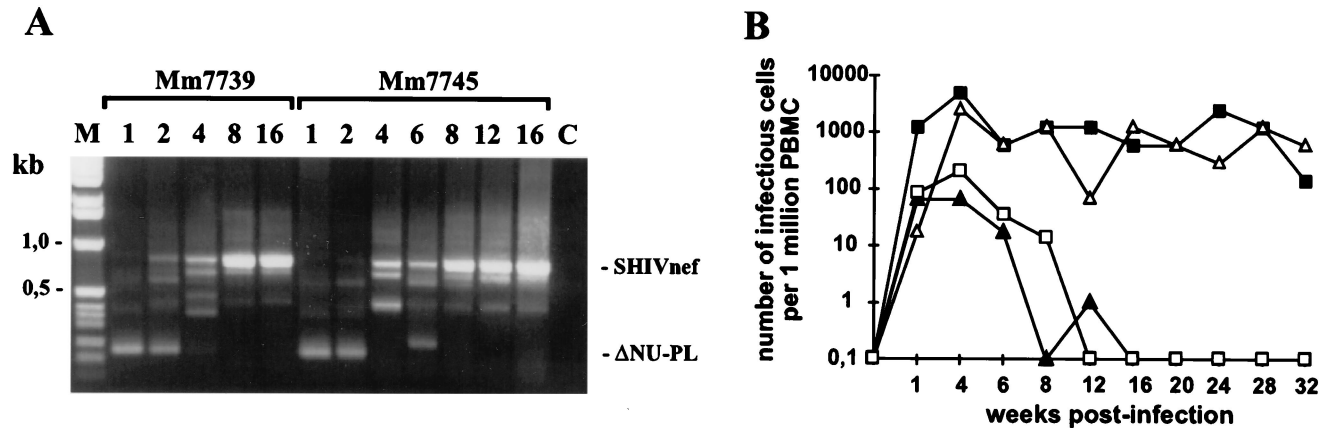 A
Mm7739 Mm7745
M 1 2 4 8 16 1 2 4 6 8 12 16 C
kb
1,0 -
0,5 -
- SHIVnef
- ΔNU-PL
B
number of infectious cells
per 1 million PBMC
10000
1000
100
10
1
0,1
1 4 6 8 12 16 20 24 28 32
weeks post-infection